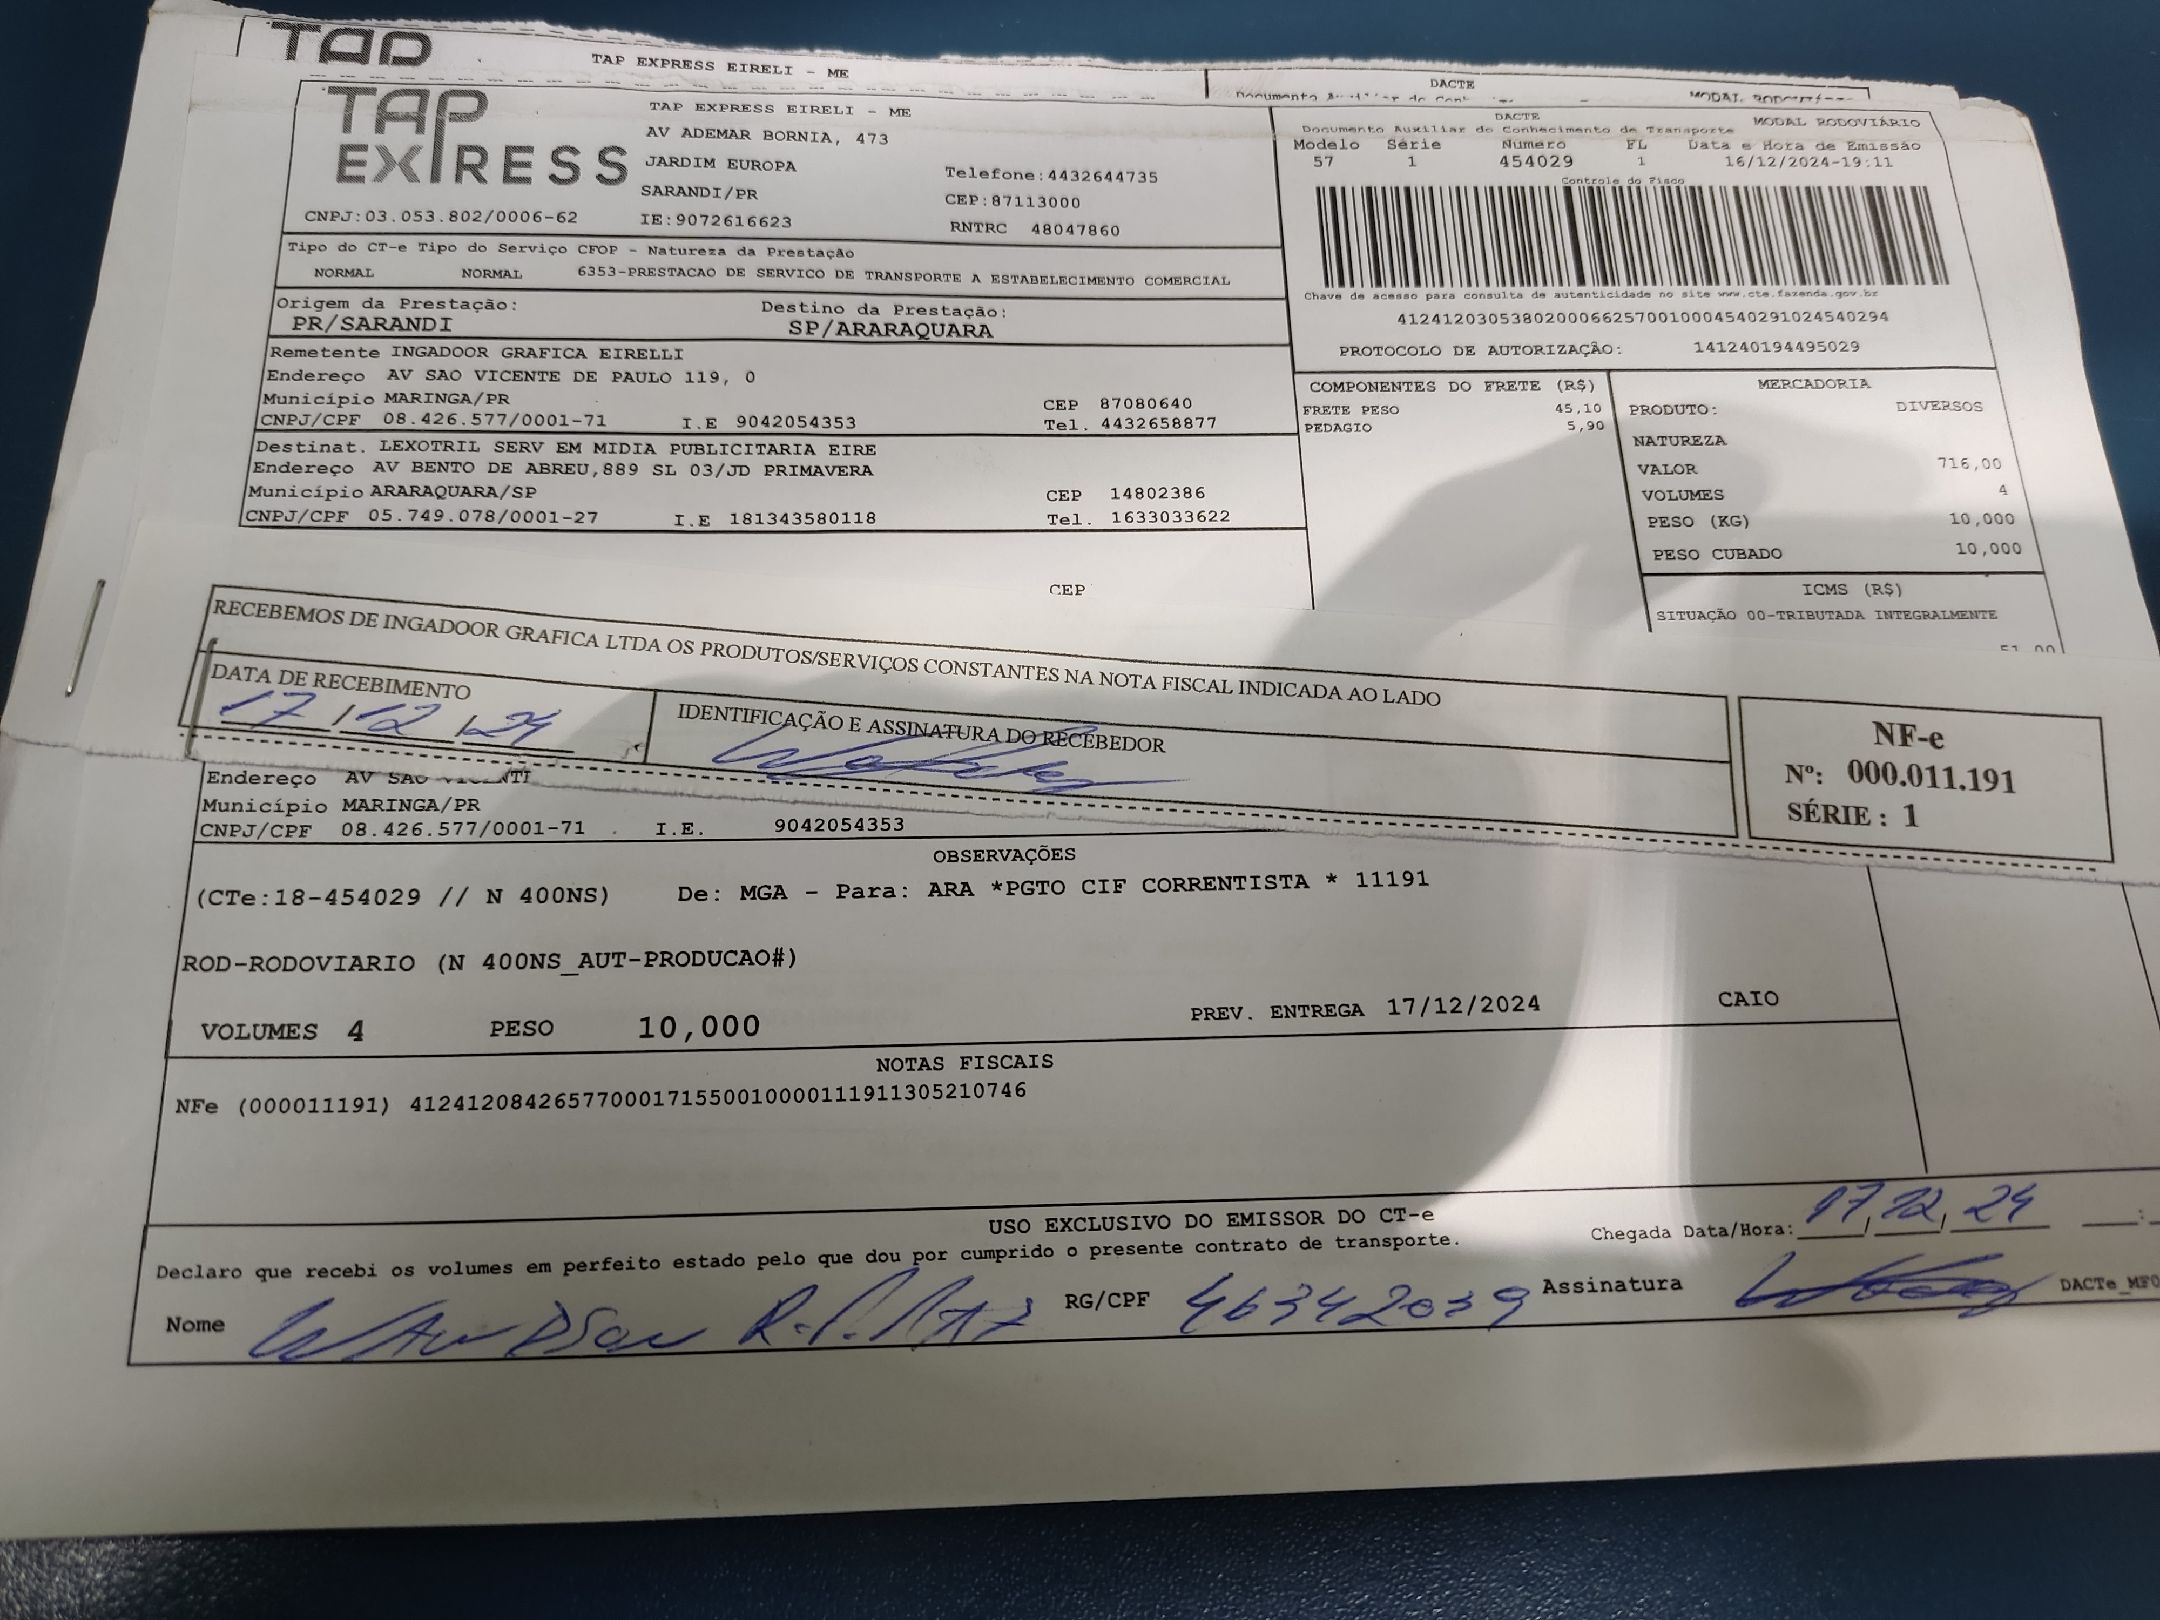 TAP
TAP EXPRESS EIRELI - ME
DACTE
TAP EXPRESS
TAP EXPRESS EIRELI - ME
AV ADEMAR BORNIA, 473
JARDIM EUROPA
Telefone:4432644735
SARANDI/PR
CEP:87113000
CNPJ:03.053.802/0006-62
IE:9072616623
RNTRC 48047860
DACTE
MODAL RODOVIÁRIO
Documento Auxiliar do Conhecimento de Transporte
Modelo Série Numero FL Data e Hora de Emissão
57 1 454029 1 16/12/2024-19:11
Controle do Fisco
Chave de acesso para consulta de autenticidade no site www.cte.fazenda.gov.br
41241203053802000662570010004540291024540294
PROTOCOLO DE AUTORIZAÇÃO: 141240194495029
Tipo do CT-e Tipo do Serviço CFOP - Natureza da Prestação
NORMAL NORMAL 6353-PRESTACAO DE SERVICO DE TRANSPORTE A ESTABELECIMENTO COMERCIAL
Origem da Prestação: Destino da Prestação:
PR/SARANDI SP/ARARAQUARA
Remetente INGADOOR GRAFICA EIRELLI
Endereço AV SAO VICENTE DE PAULO 119, 0
Município MARINGA/PR CEP 87080640
CNPJ/CPF 08.426.577/0001-71 I.E 9042054353 Tel. 4432658877
Destinat. LEXOTRIL SERV EM MIDIA PUBLICITARIA EIRE
Endereço AV BENTO DE ABREU,889 SL 03/JD PRIMAVERA
Município ARARAQUARA/SP CEP 14802386
CNPJ/CPF 05.749.078/0001-27 I.E 181343580118 Tel. 1633033622
CEP
COMPONENTES DO FRETE (R$)
FRETE PESO 45,10
PEDAGIO 5,90
MERCADORIA
PRODUTO: DIVERSOS
NATUREZA
VALOR 716,00
VOLUMES 4
PESO (KG) 10,000
PESO CUBADO 10,000
ICMS (R$)
SITUAÇÃO 00-TRIBUTADA INTEGRALMENTE
51,00
RECEBEMOS DE INGADOOR GRAFICA LTDA OS PRODUTOS/SERVIÇOS CONSTANTES NA NOTA FISCAL INDICADA AO LADO
DATA DE RECEBIMENTO
17/12/24
IDENTIFICAÇÃO E ASSINATURA DO RECEBEDOR
NF-e
Nº: 000.011.191
SÉRIE : 1
Endereço AV SAO
Município MARINGA/PR
CNPJ/CPF 08.426.577/0001-71 I.E. 9042054353
OBSERVAÇÕES
(CTe:18-454029 // N 400NS) De: MGA - Para: ARA *PGTO CIF CORRENTISTA * 11191
ROD-RODOVIARIO (N 400NS_AUT-PRODUCAO#)
VOLUMES 4 PESO 10,000 PREV. ENTREGA 17/12/2024 CAIO
NOTAS FISCAIS
NFe (000011191) 41241208426577000171550010000111911305210746
USO EXCLUSIVO DO EMISSOR DO CT-e
Declaro que recebi os volumes em perfeito estado pelo que dou por cumprido o presente contrato de transporte.
Chegada Data/Hora: 17/12/24 :
Nome RG/CPF 46342039 Assinatura
DACTe_MF0